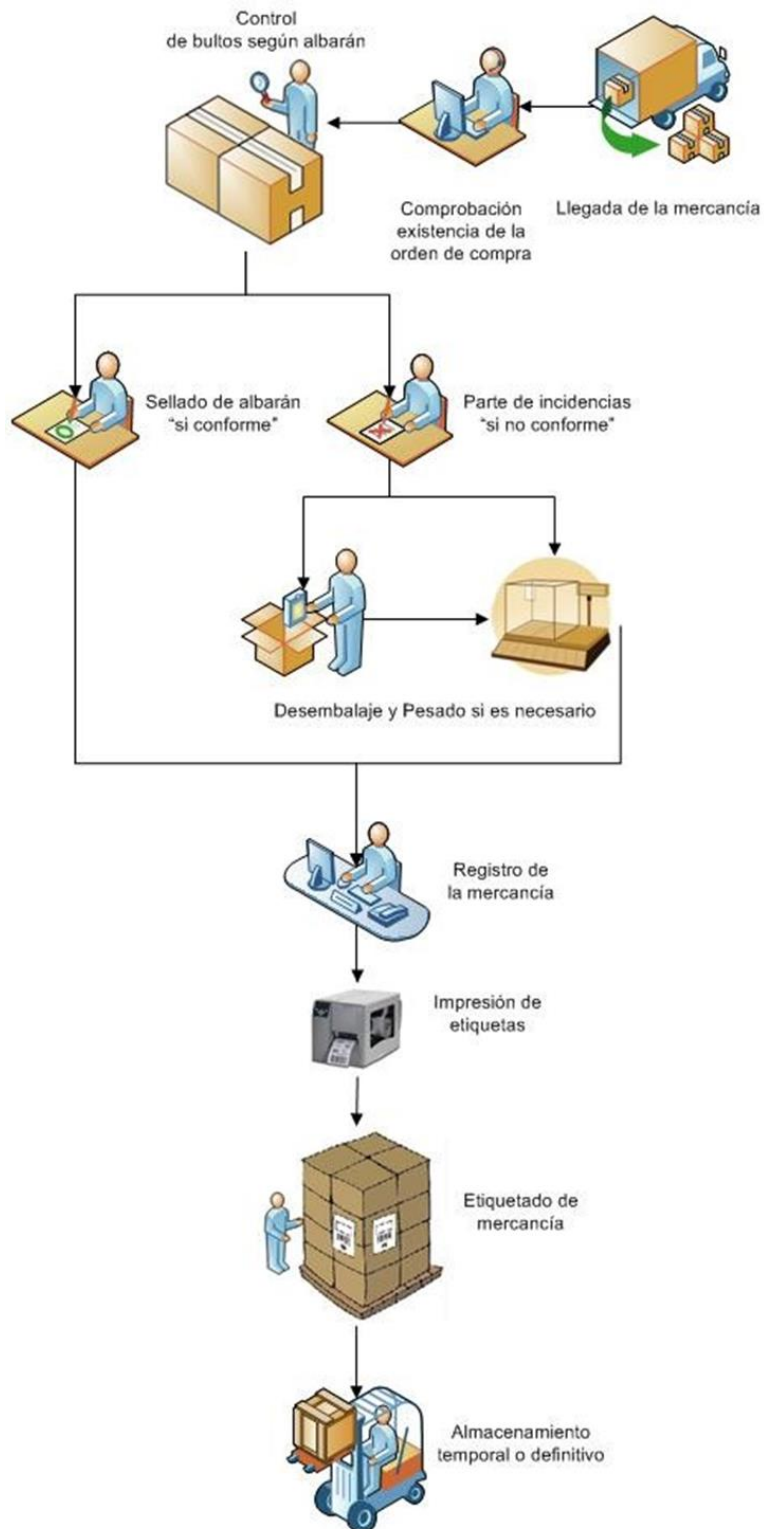 Control
de bultos según albarán
Comprobación
existencia de la
orden de compra
Llegada de la mercancía
Sellado de albarán
“si conforme”
Parte de incidencias
“si no conforme”
Desembalaje y Pesado si es necesario
Registro de
la mercancía
Impresión de
etiquetas
Etiquetado de
mercancía
Almacenamiento
temporal o definitivo